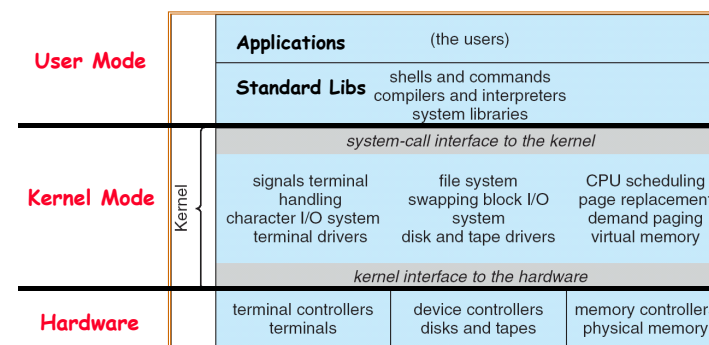 User Mode
Applications
(the users)
Standard Libs
shells and commands
compilers and interpreters
system libraries
Kernel Mode
Kernel
system-call interface to the kernel
signals terminal
handling
character I/O system
terminal drivers
file system
swapping block I/O
system
disk and tape drivers
CPU scheduling
page replacement
demand paging
virtual memory
kernel interface to the hardware
Hardware
terminal controllers
terminals
device controllers
disks and tapes
memory controller
physical memory